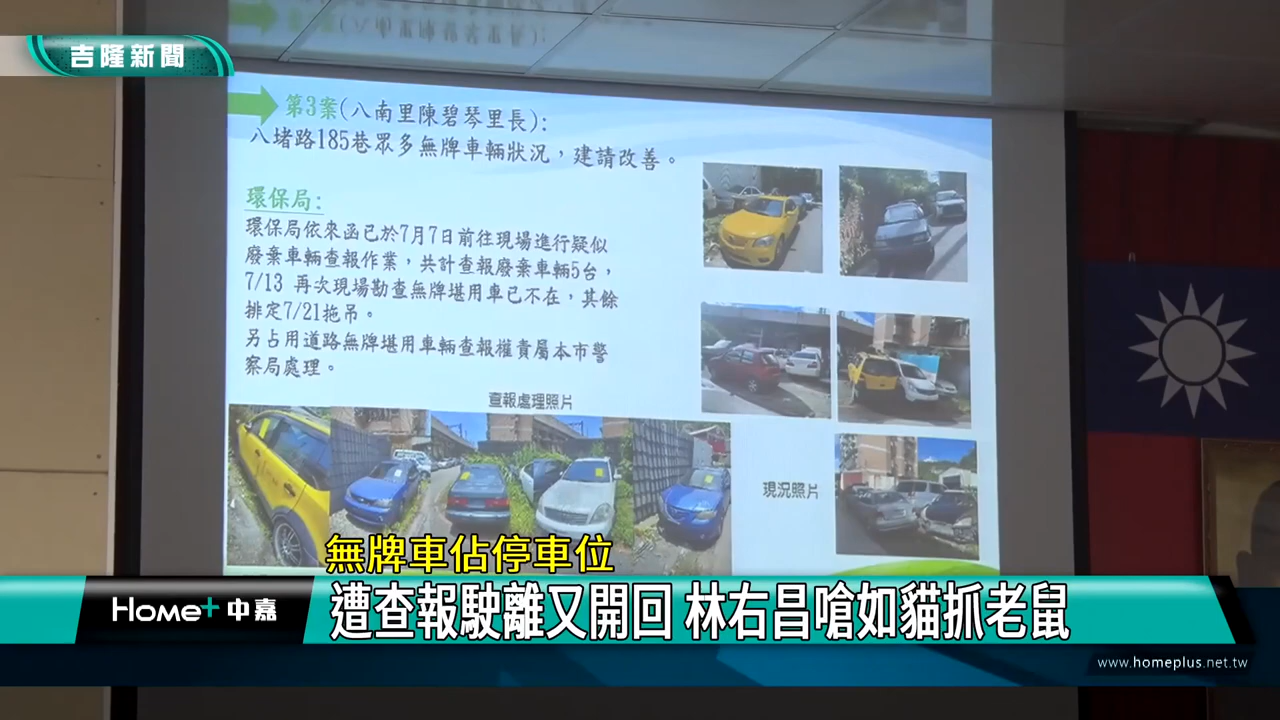 吉隆新聞
第3案(八南里陳碧琴里長):
八堵路185巷眾多無牌車輛狀況，建請改善。
環保局:
環保局依來函已於7月7日前往現場進行疑似
廢棄車輛查報作業，共計查報廢棄車輛5台，
7/13 再次現場勘查無牌堪用車已不在，其餘
排定7/21拖吊。
另占用道路無牌堪用車輛查報權責屬本市警
察局處理。
查報處理照片
現況照片
無牌車佔停車位
Home+中嘉
遭查報駛離又開回 林右昌嗆如貓抓老鼠
www.homeplus.net.tw